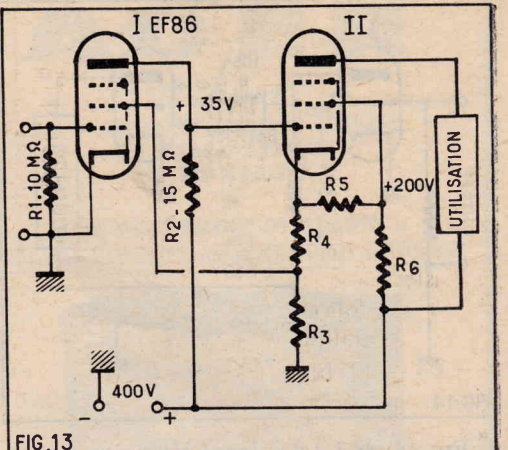 I EF86
II
+ 35V
R1.10 MΩ
R2-15 MΩ
R5
+200V
UTILISATION
R4
R6
R3
400V
- +
FIG.13